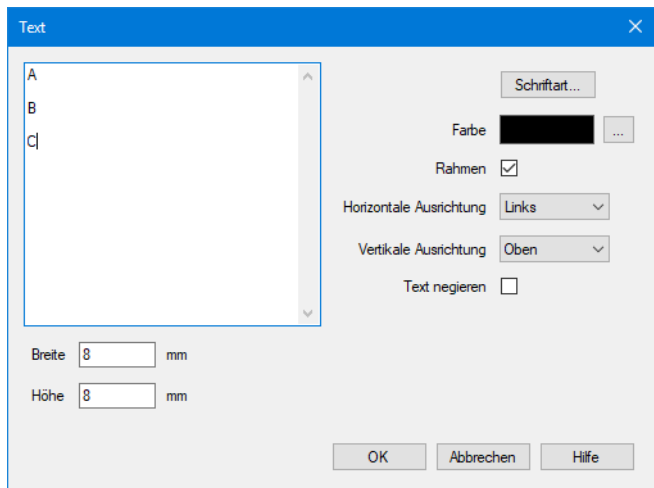 Text
A
B
C
Schriftart...
Farbe ...
Rahmen
Horizontale Ausrichtung Links
Vertikale Ausrichtung Oben
Text negieren
Breite 8 mm
Höhe 8 mm
OK Abbrechen Hilfe